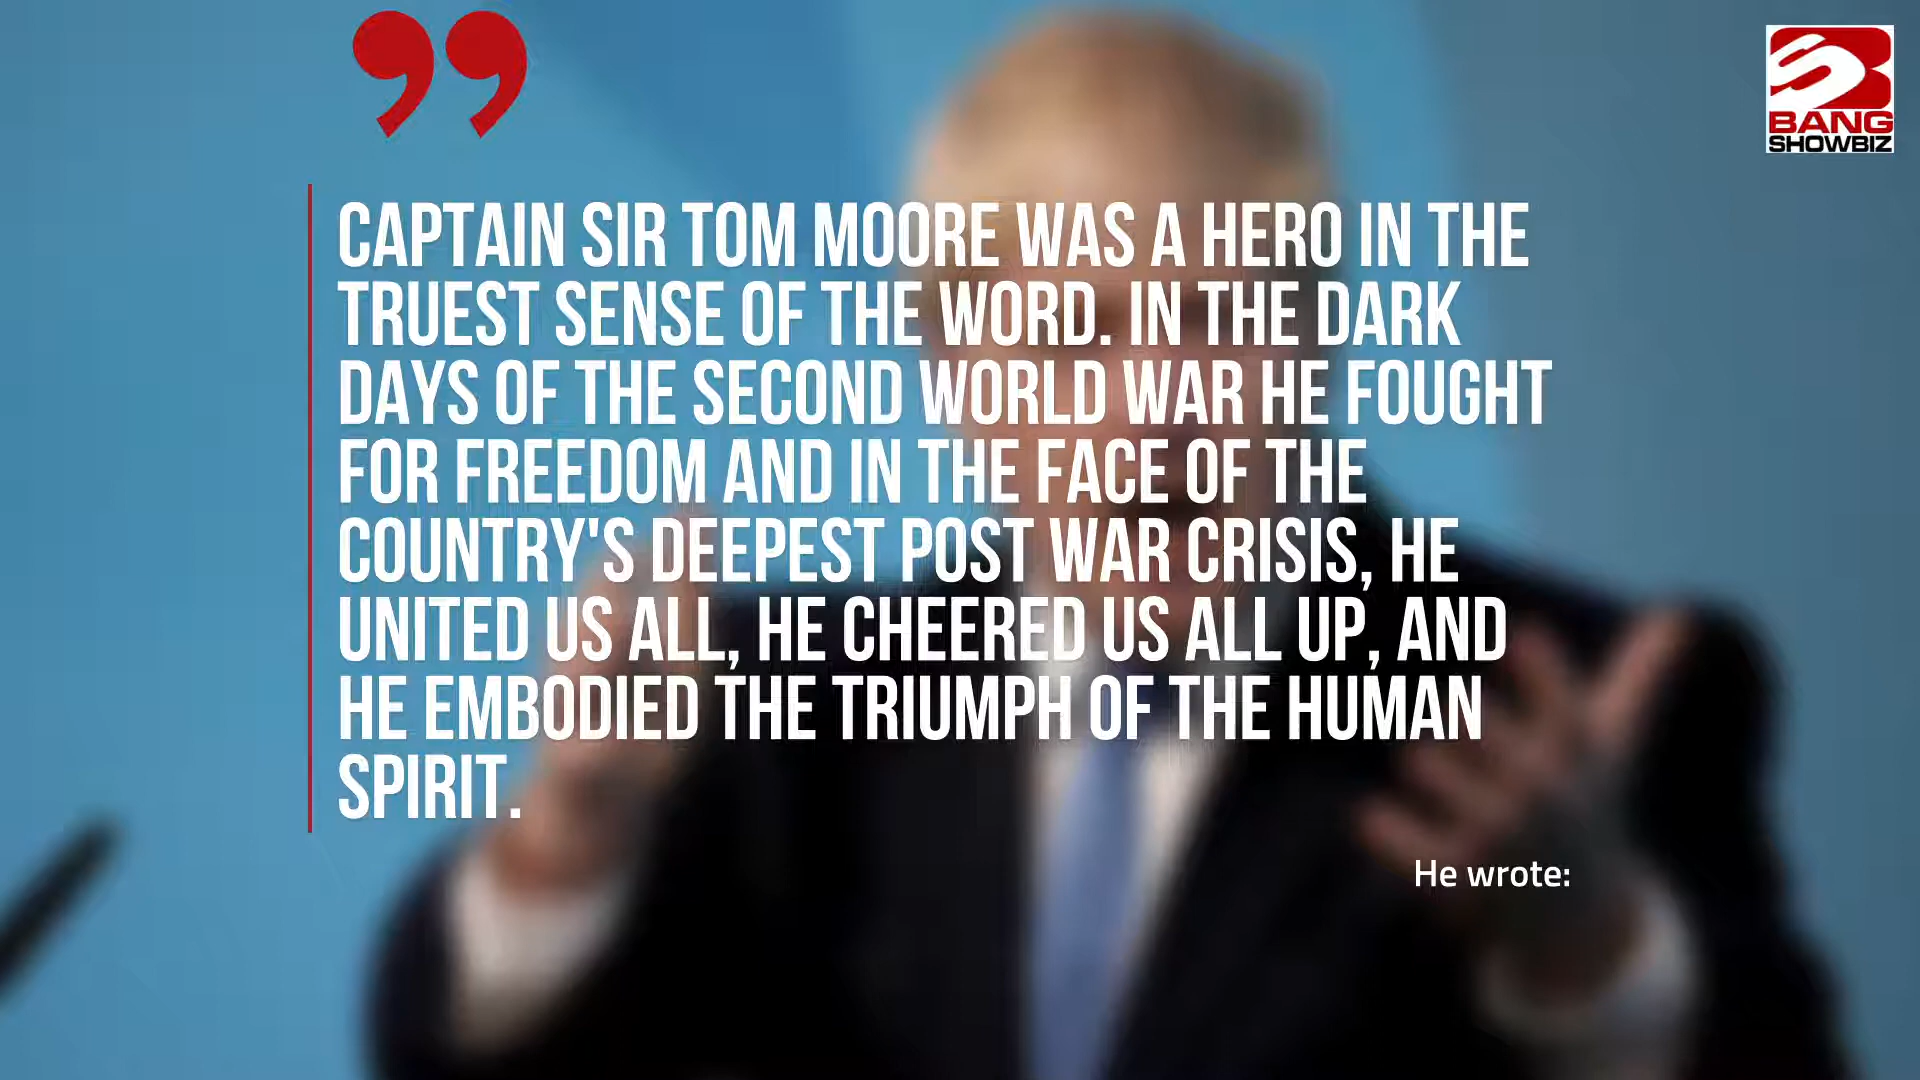 BANG
SHOWBIZ
CAPTAIN SIR TOM MOORE WAS A HERO IN THE
TRUEST SENSE OF THE WORD. IN THE DARK
DAYS OF THE SECOND WORLD WAR HE FOUGHT
FOR FREEDOM AND IN THE FACE OF THE
COUNTRY'S DEEPEST POST WAR CRISIS, HE
UNITED US ALL, HE CHEERED US ALL UP, AND
HE EMBODIED THE TRIUMPH OF THE HUMAN
SPIRIT.
He wrote: